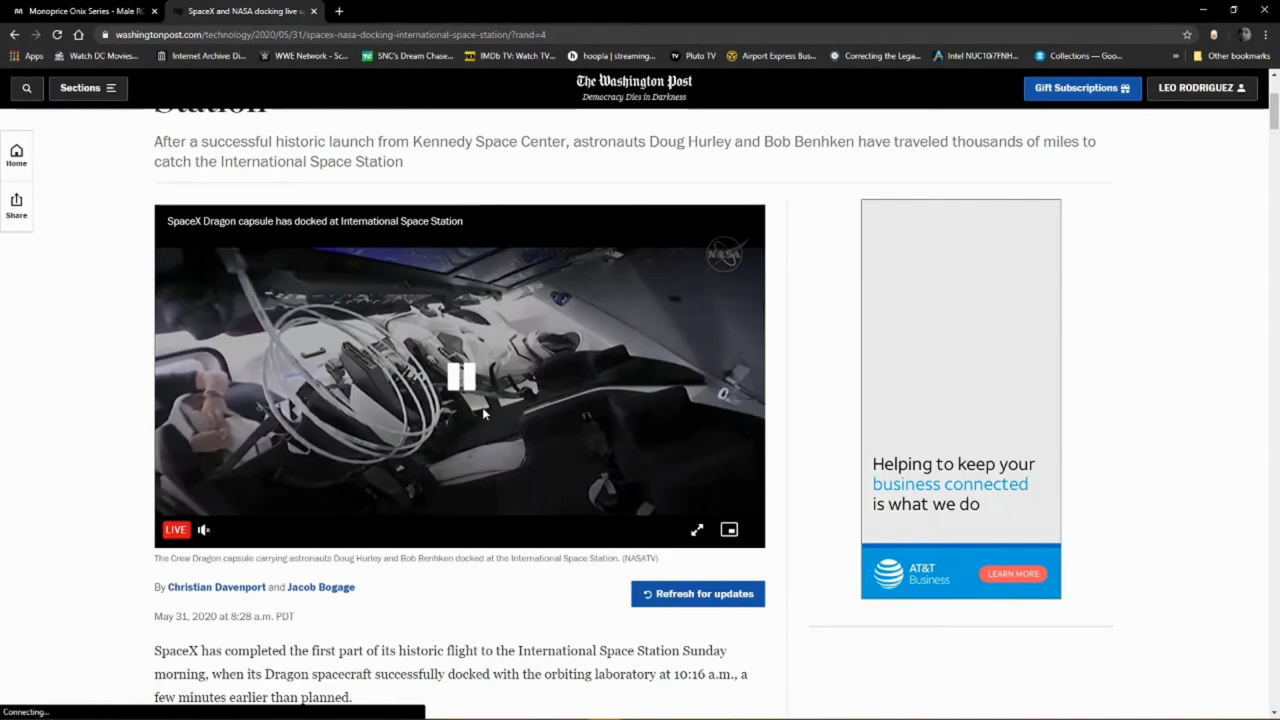 Monoprice Onix Series - Male RC
SpaceX and NASA docking live u
washingtonpost.com/technology/2020/05/31/spacex-nasa-docking-international-space-station/?rand=4
Apps
Watch DC Movies...
Internet Archive: Di...
WWE Network - Sc...
SNC's Dream Chase...
IMDb TV: Watch TV...
hoopla | streaming...
Pluto TV
Airport Express Bus...
Correcting the Lega...
Intel NUC10i7FNH...
Collections — Goo...
Other bookmarks
Sections
The Washington Post
Democracy Dies in Darkness
Gift Subscriptions
LEO RODRIGUEZ
Station
After a successful historic launch from Kennedy Space Center, astronauts Doug Hurley and Bob Benhken have traveled thousands of miles to
catch the International Space Station
Home
Share
SpaceX Dragon capsule has docked at International Space Station
NASA
LIVE
The Crew Dragon capsule carrying astronauts Doug Hurley and Bob Benhken docked at the International Space Station. (NASATV)
By Christian Davenport and Jacob Bogage
Refresh for updates
May 31, 2020 at 8:28 a.m. PDT
SpaceX has completed the first part of its historic flight to the International Space Station Sunday
morning, when its Dragon spacecraft successfully docked with the orbiting laboratory at 10:16 a.m., a
few minutes earlier than planned.
Helping to keep your
business connected
is what we do
AT&T
Business
LEARN MORE
Connecting...